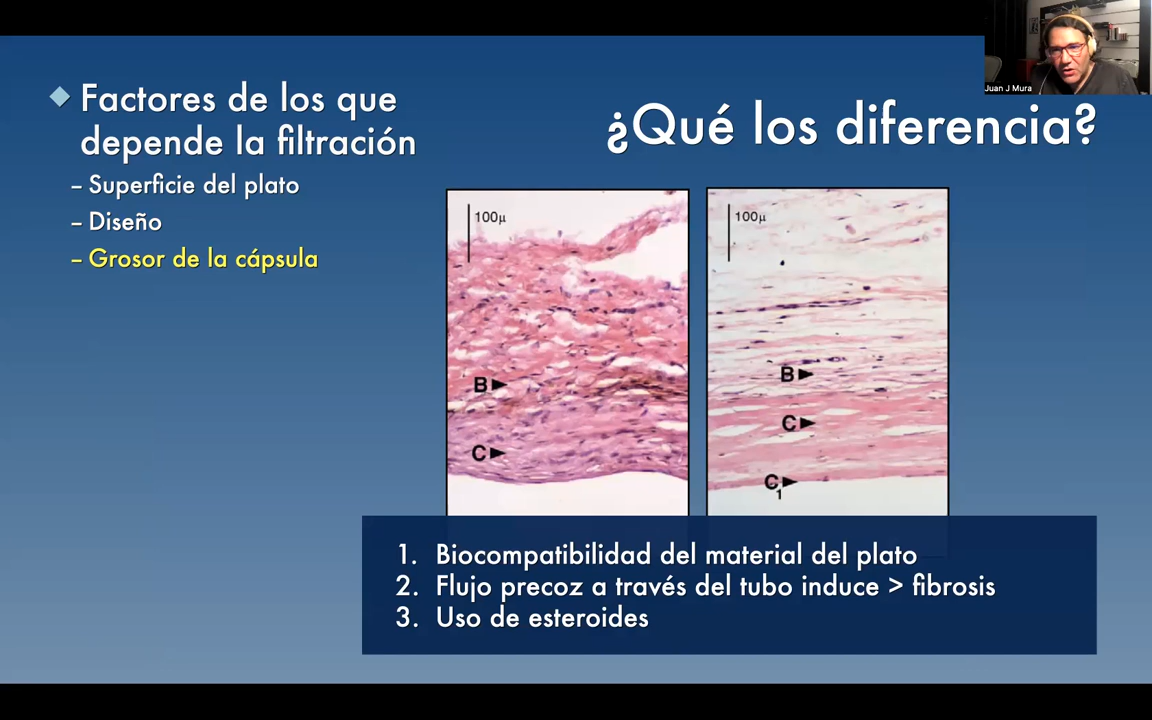 Juan J Mura
Factores de los que
depende la filtración
– Superficie del plato
– Diseño
– Grosor de la cápsula
¿Qué los diferencia?
100µ
B
C
100µ
B
C
C1
1. Biocompatibilidad del material del plato
2. Flujo precoz a través del tubo induce > fibrosis
3. Uso de esteroides